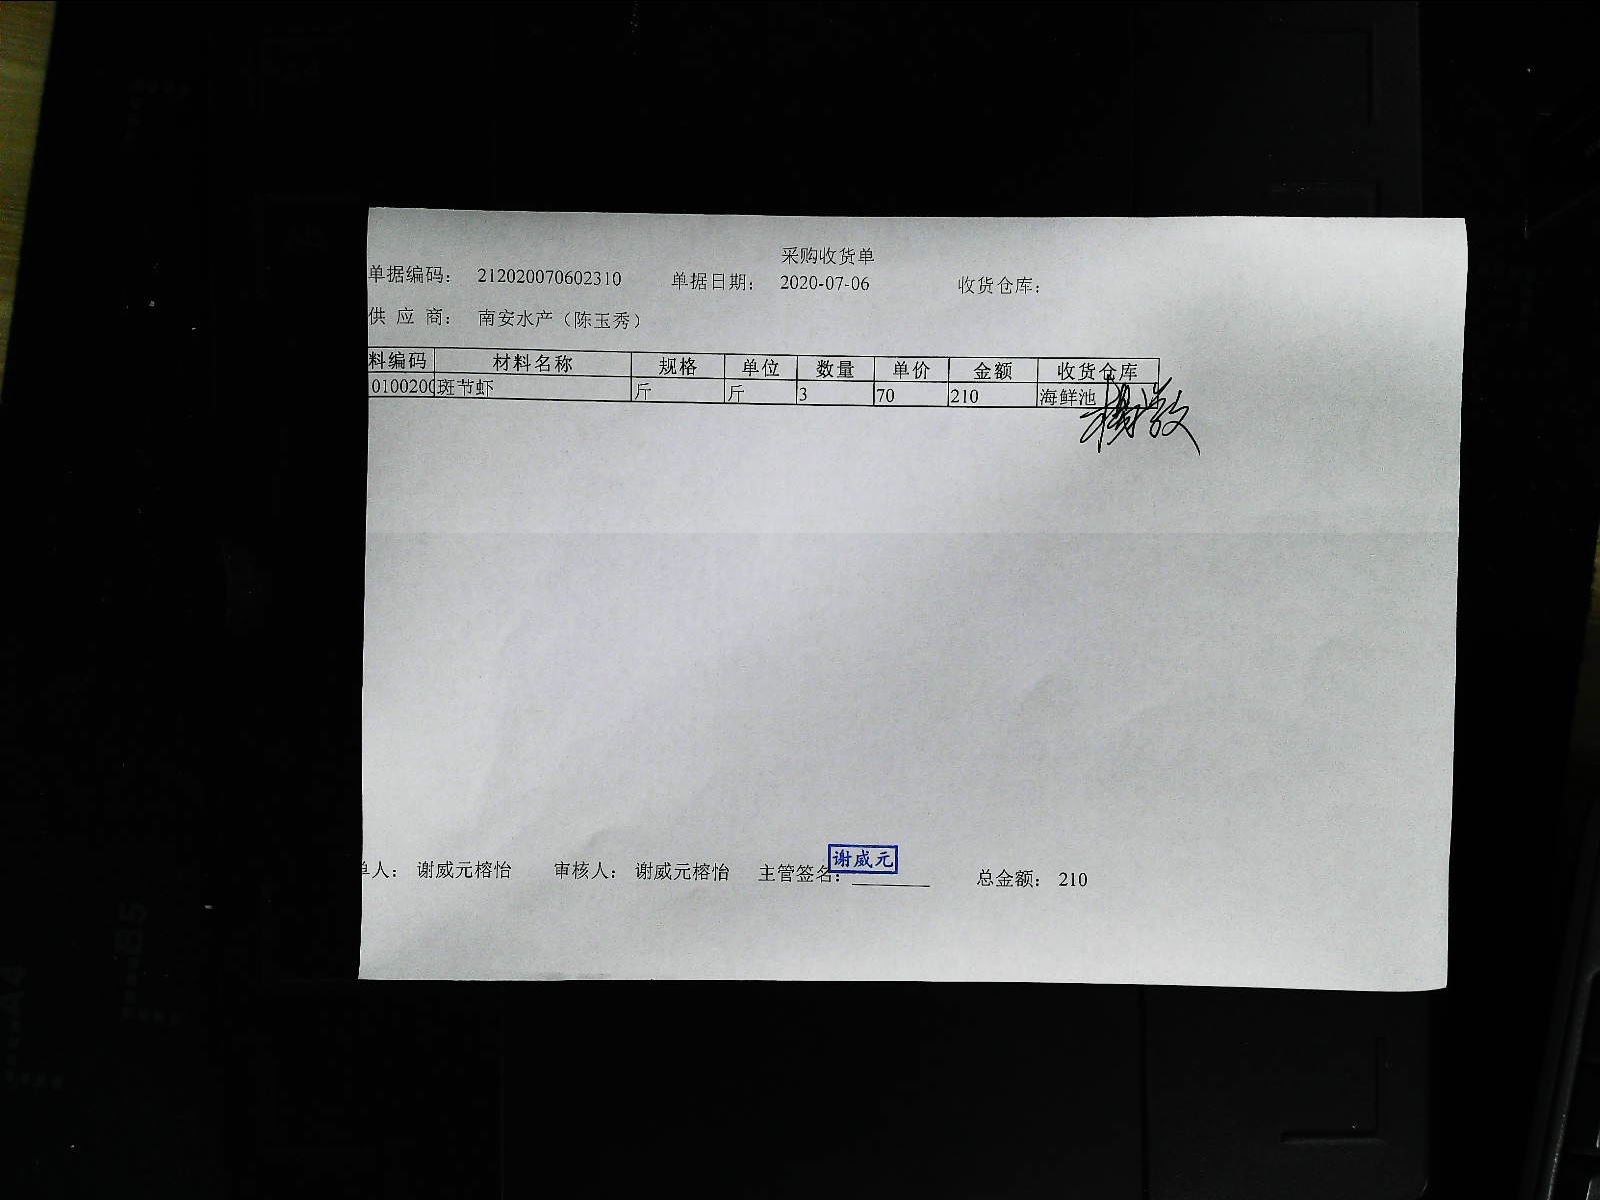 采购收货单
单据编码： 212020070602310 单据日期： 2020-07-06 收货仓库：
供 应 商： 南安水产（陈玉秀）
料编码 材料名称 规格 单位 数量 单价 金额 收货仓库
0100200 斑节虾 斤 斤 3 70 210 海鲜池
单人： 谢威元榕怡 审核人： 谢威元榕怡 主管签名： 谢威元 总金额： 210